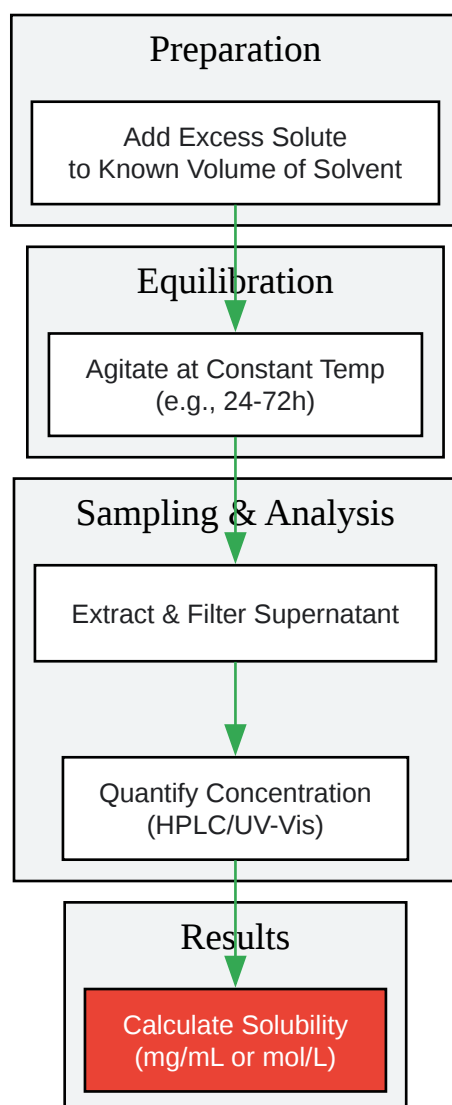 Preparation
Add Excess Solute
to Known Volume of Solvent
Equilibration
Agitate at Constant Temp
(e.g., 24-72h)
Sampling & Analysis
Extract & Filter Supernatant
Quantify Concentration
(HPLC/UV-Vis)
Results
Calculate Solubility
(mg/mL or mol/L)